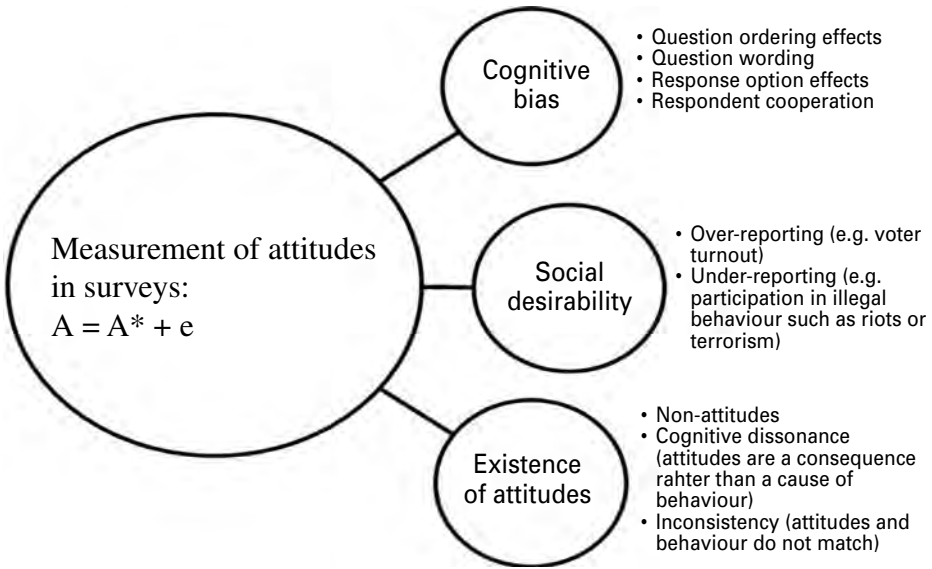 Measurement of attitudes
in surveys:
A = A* + e
Cognitive
bias
• Question ordering effects
• Question wording
• Response option effects
• Respondent cooperation
Social
desirability
• Over-reporting (e.g. voter
turnout)
• Under-reporting (e.g.
participation in illegal
behaviour such as riots or
terrorism)
Existence
of attitudes
• Non-attitudes
• Cognitive dissonance
(attitudes are a consequence
rahter than a cause of
behaviour)
• Inconsistency (attitudes and
behaviour do not match)